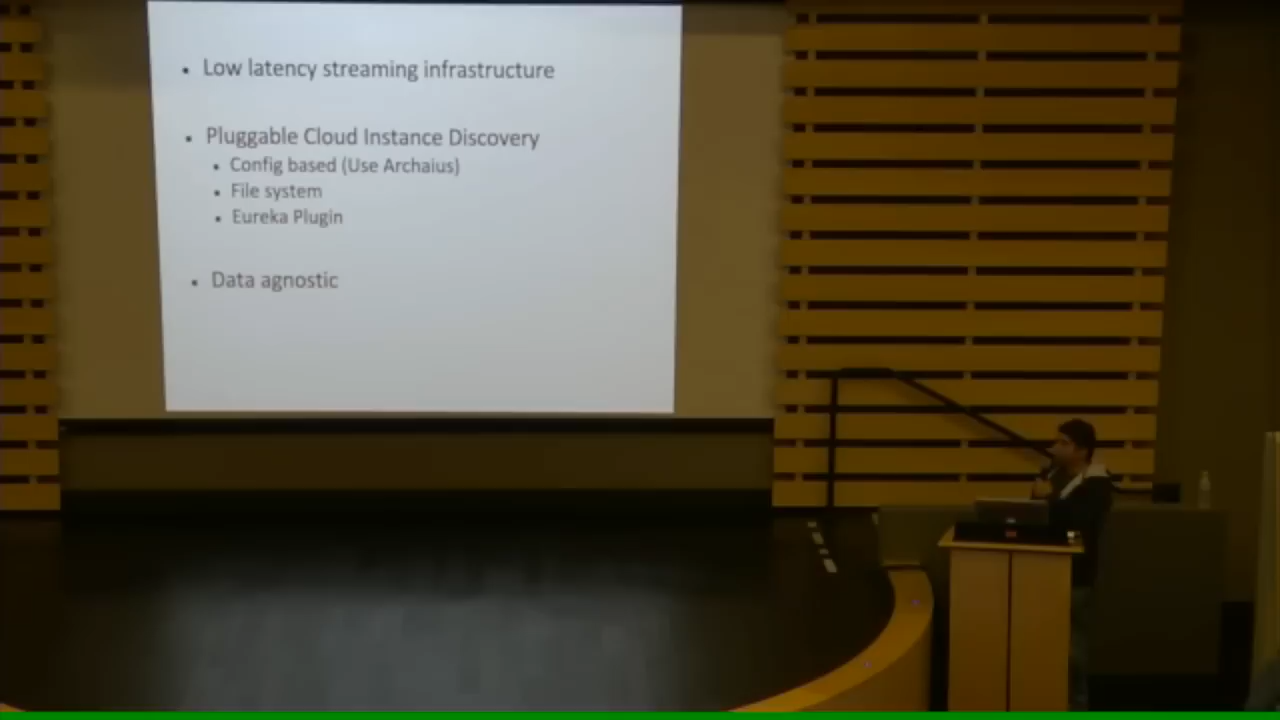 • Low latency streaming infrastructure
• Pluggable Cloud Instance Discovery
• Config based (Use Archaius)
• File system
• Eureka Plugin
• Data agnostic